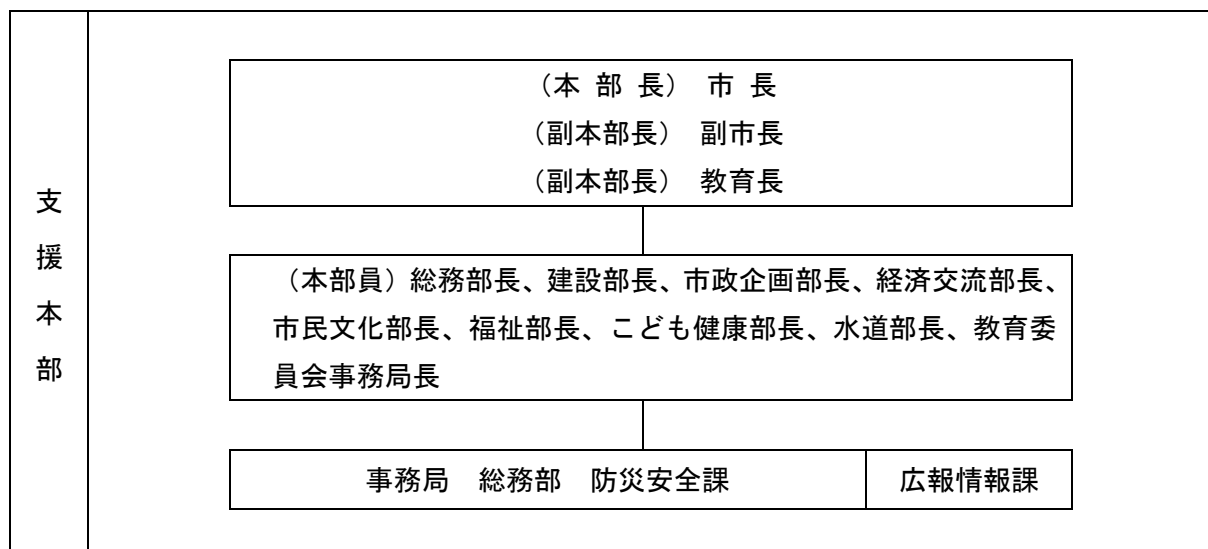 支援本部
（本 部 長） 市 長
（副本部長） 副市長
（副本部長） 教育長
（本部員）総務部長、建設部長、市政企画部長、経済交流部長、
市民文化部長、福祉部長、こども健康部長、水道部長、教育委
員会事務局長
事務局　総務部　防災安全課
広報情報課